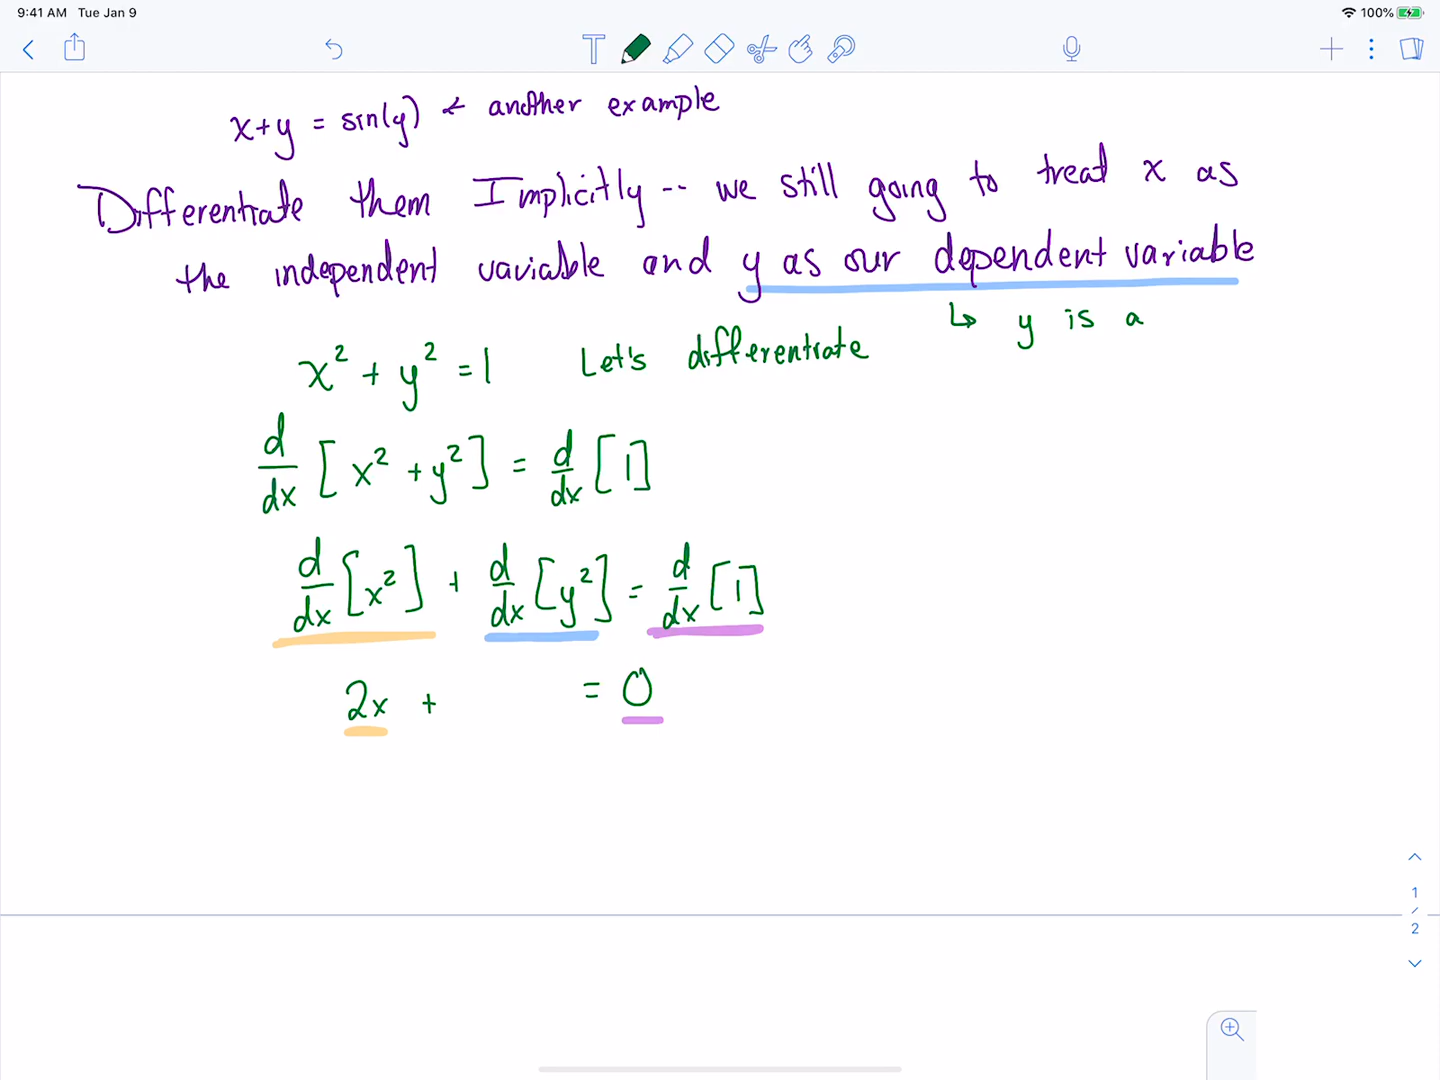 9:41 AM Tue Jan 9
100%
T
x+y = sin(y) ← another example
Differentiate them Implicitly -- we still going to treat x as
the independent variable and y as our dependent variable
↳ y is a
x² + y² = 1 Let's differentiate
d/dx [x² + y²] = d/dx [1]
d/dx [x²] + d/dx [y²] = d/dx [1]
2x + = 0
1
/
2